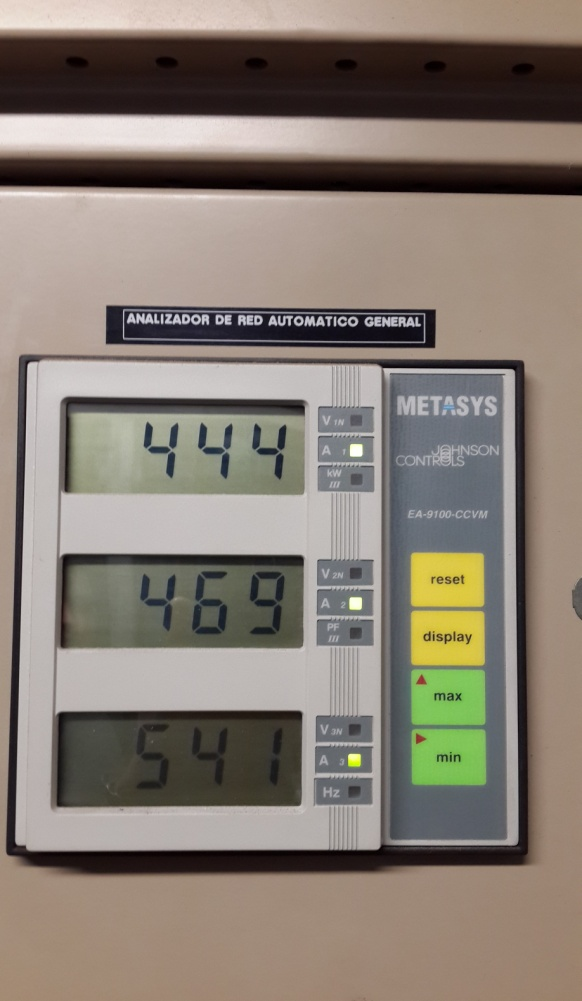 ANALIZADOR DE RED AUTOMATICO GENERAL
444
V 1N
A 1
kW
469
V 2N
A 2
PF
541
V 3N
A 3
Hz
METASYS
JOHNSON
CONTROLS
EA-9100-CCVM
reset
display
max
min